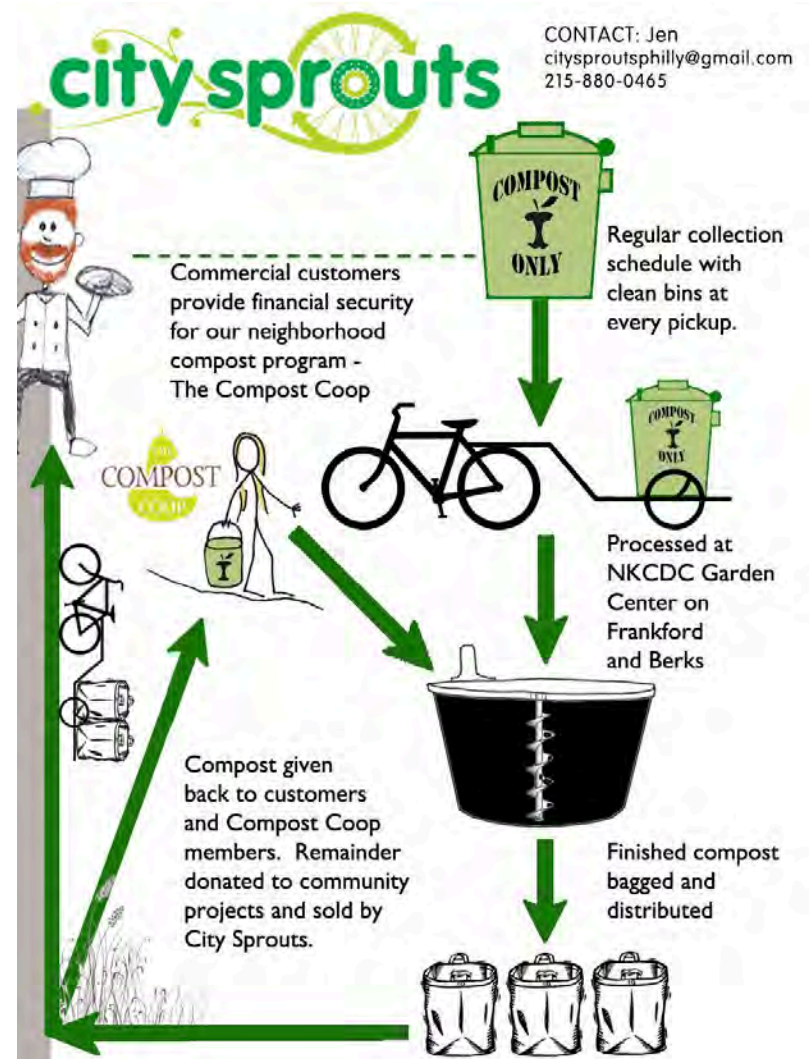 city sprouts
CONTACT: Jen
citysproutsphilly@gmail.com
215-880-0465
COMPOST
ONLY
Regular collection
schedule with
clean bins at
every pickup.
Commercial customers
provide financial security
for our neighborhood
compost program -
The Compost Coop
COMPOST
ONLY
COMPOST
COOP
Processed at
NKCDC Garden
Center on
Frankford
and Berks
Compost given
back to customers
and Compost Coop
members. Remainder
donated to community
projects and sold by
City Sprouts.
Finished compost
bagged and
distributed